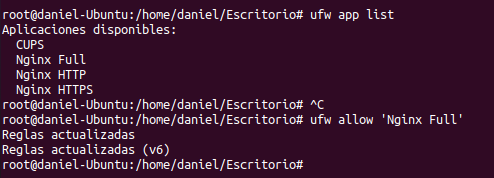 root@daniel-Ubuntu:/home/daniel/Escritorio# ufw app list
Aplicaciones disponibles:
  CUPS
  Nginx Full
  Nginx HTTP
  Nginx HTTPS
root@daniel-Ubuntu:/home/daniel/Escritorio# ^C
root@daniel-Ubuntu:/home/daniel/Escritorio# ufw allow 'Nginx Full'
Reglas actualizadas
Reglas actualizadas (v6)
root@daniel-Ubuntu:/home/daniel/Escritorio#